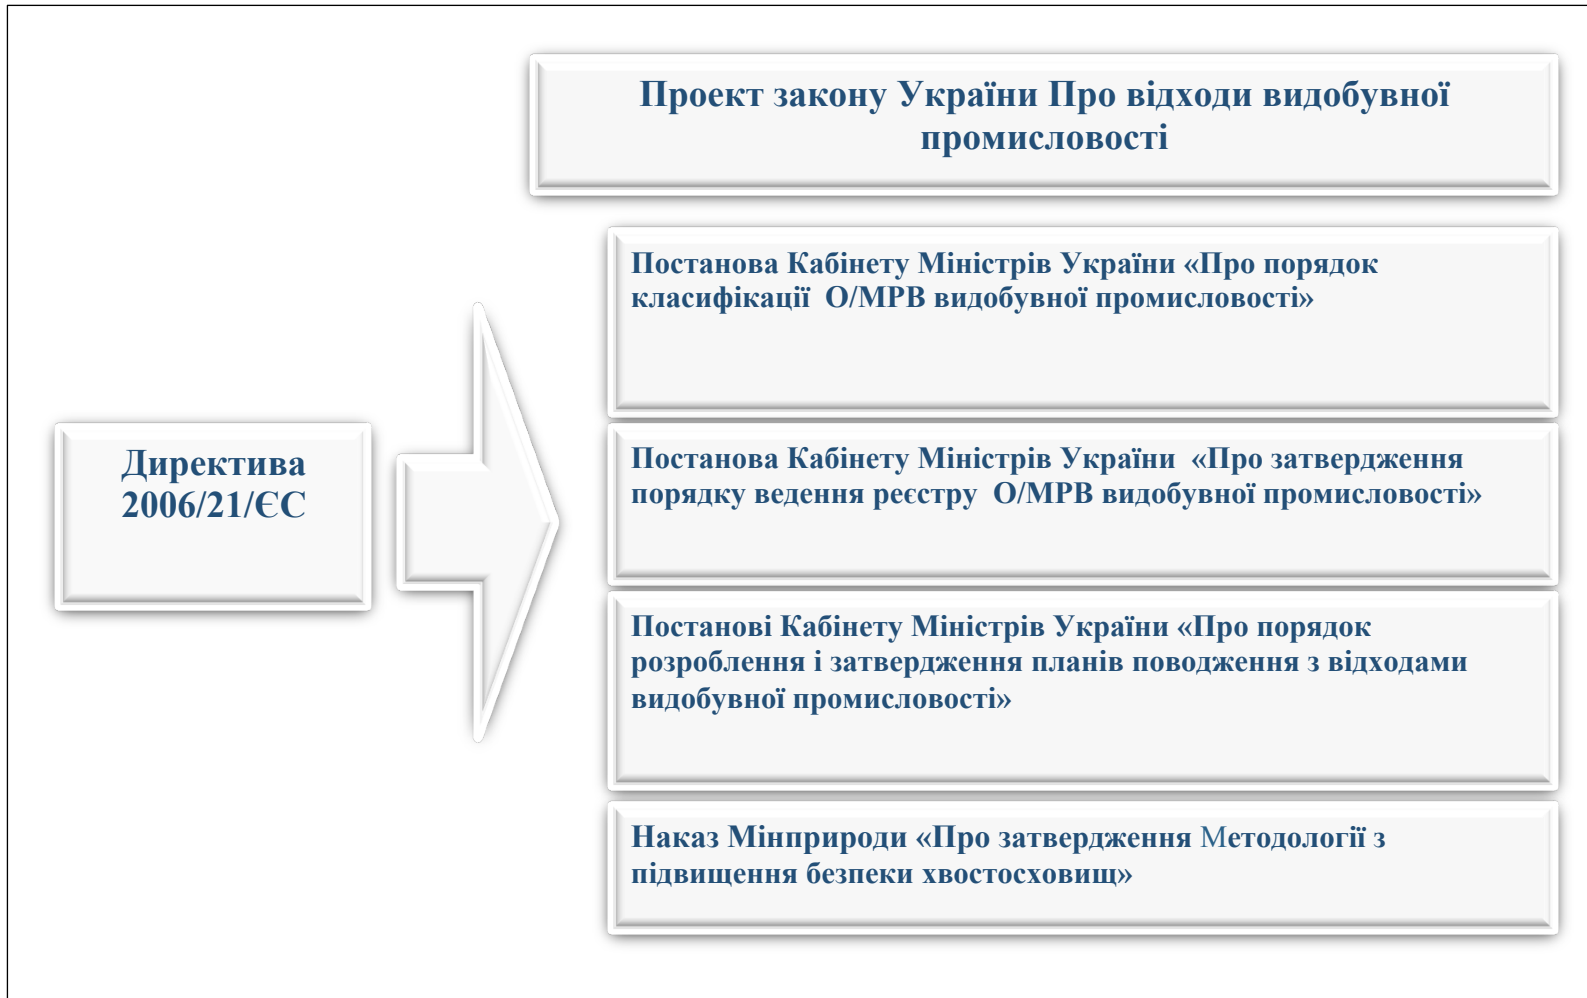 Проект закону України Про відходи видобувної
промисловості
Постанова Кабінету Міністрів України «Про порядок
класифікації  О/МРВ видобувної промисловості»
Директива
2006/21/ЄС
Постанова Кабінету Міністрів України  «Про затвердження
порядку ведення реєстру  О/МРВ видобувної промисловості»
Постанові Кабінету Міністрів України «Про порядок
розроблення і затвердження планів поводження з відходами
видобувної промисловості»
Наказ Мінприроди «Про затвердження Методології з
підвищення безпеки хвостосховищ»